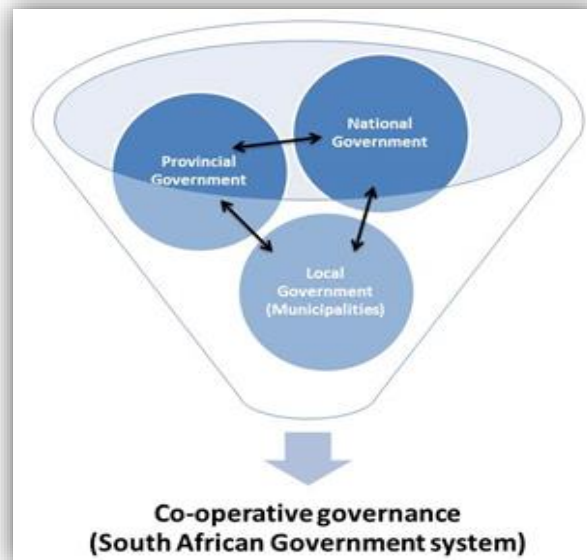 National
Government
Provincial
Government
Local
Government
(Municipalities)
Co-operative governance
(South African Government system)